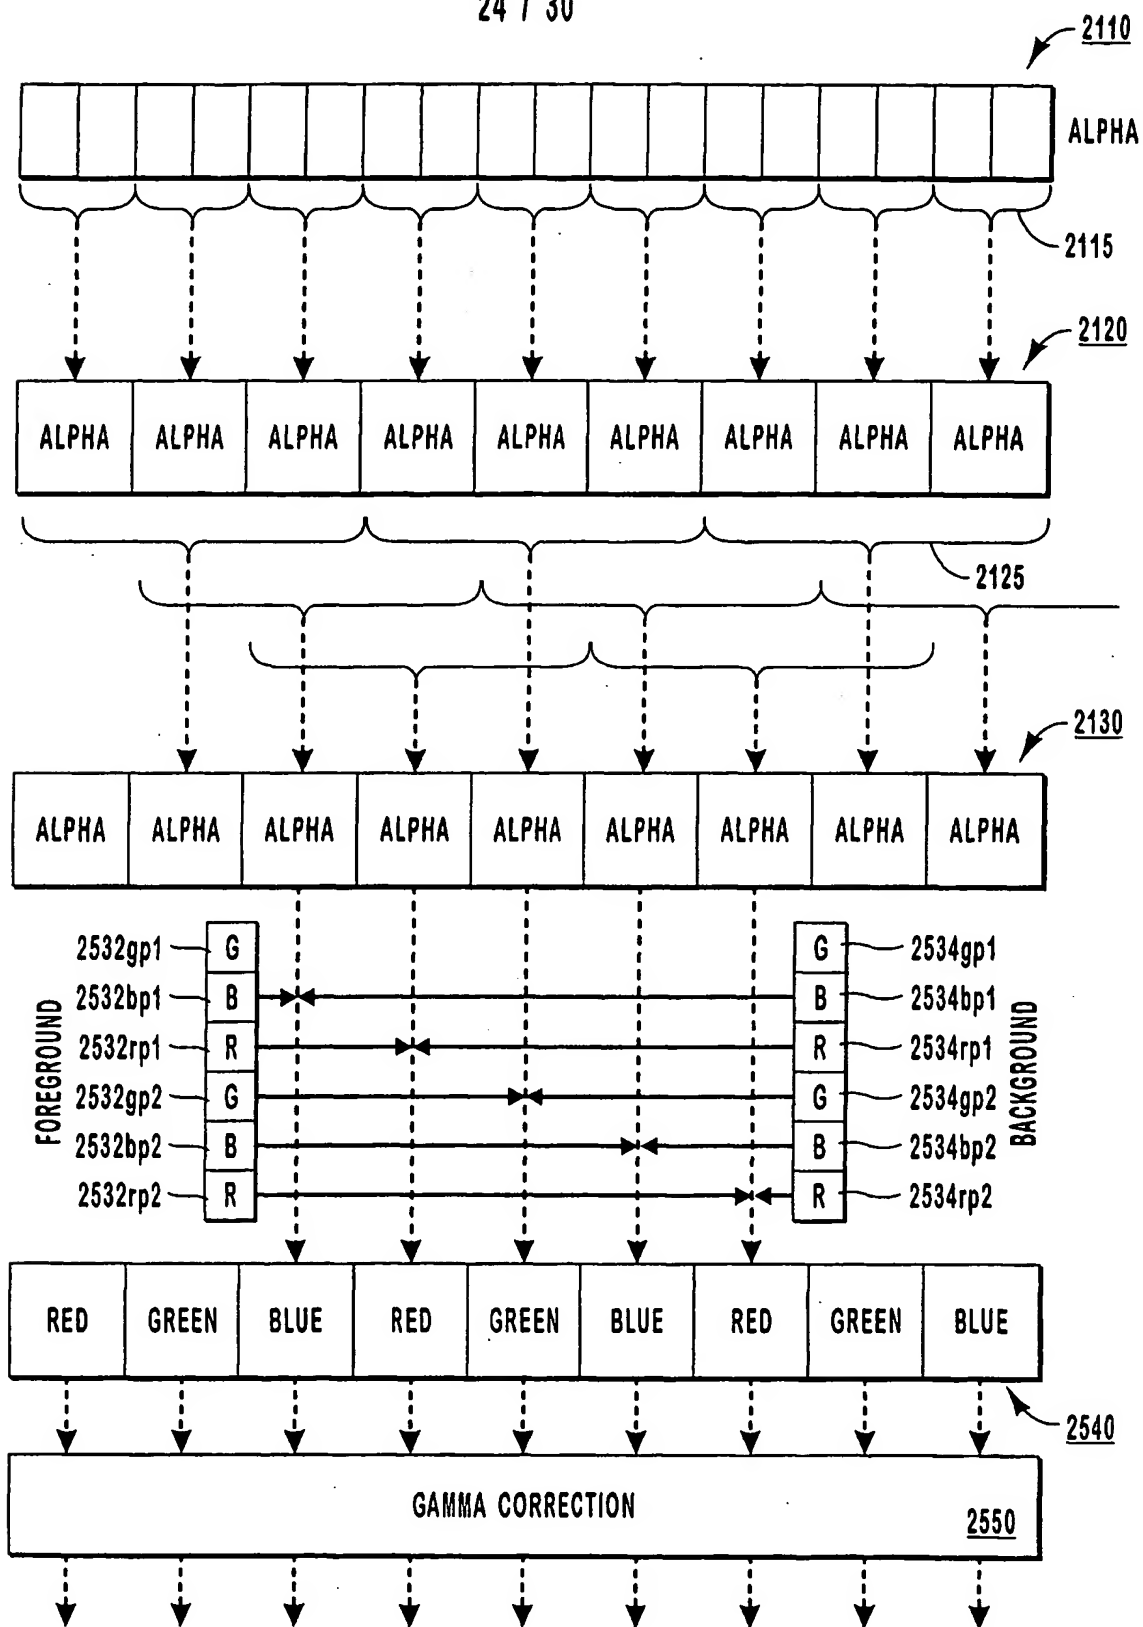 24 / 30
2110
ALPHA
2115
2120
ALPHA ALPHA ALPHA ALPHA ALPHA ALPHA ALPHA ALPHA ALPHA
2125
2130
ALPHA ALPHA ALPHA ALPHA ALPHA ALPHA ALPHA ALPHA ALPHA
FOREGROUND
BACKGROUND
2532gp1 G G 2534gp1
2532bp1 B B 2534bp1
2532rp1 R R 2534rp1
2532gp2 G G 2534gp2
2532bp2 B B 2534bp2
2532rp2 R R 2534rp2
RED GREEN BLUE RED GREEN BLUE RED GREEN BLUE
2540
GAMMA CORRECTION
2550